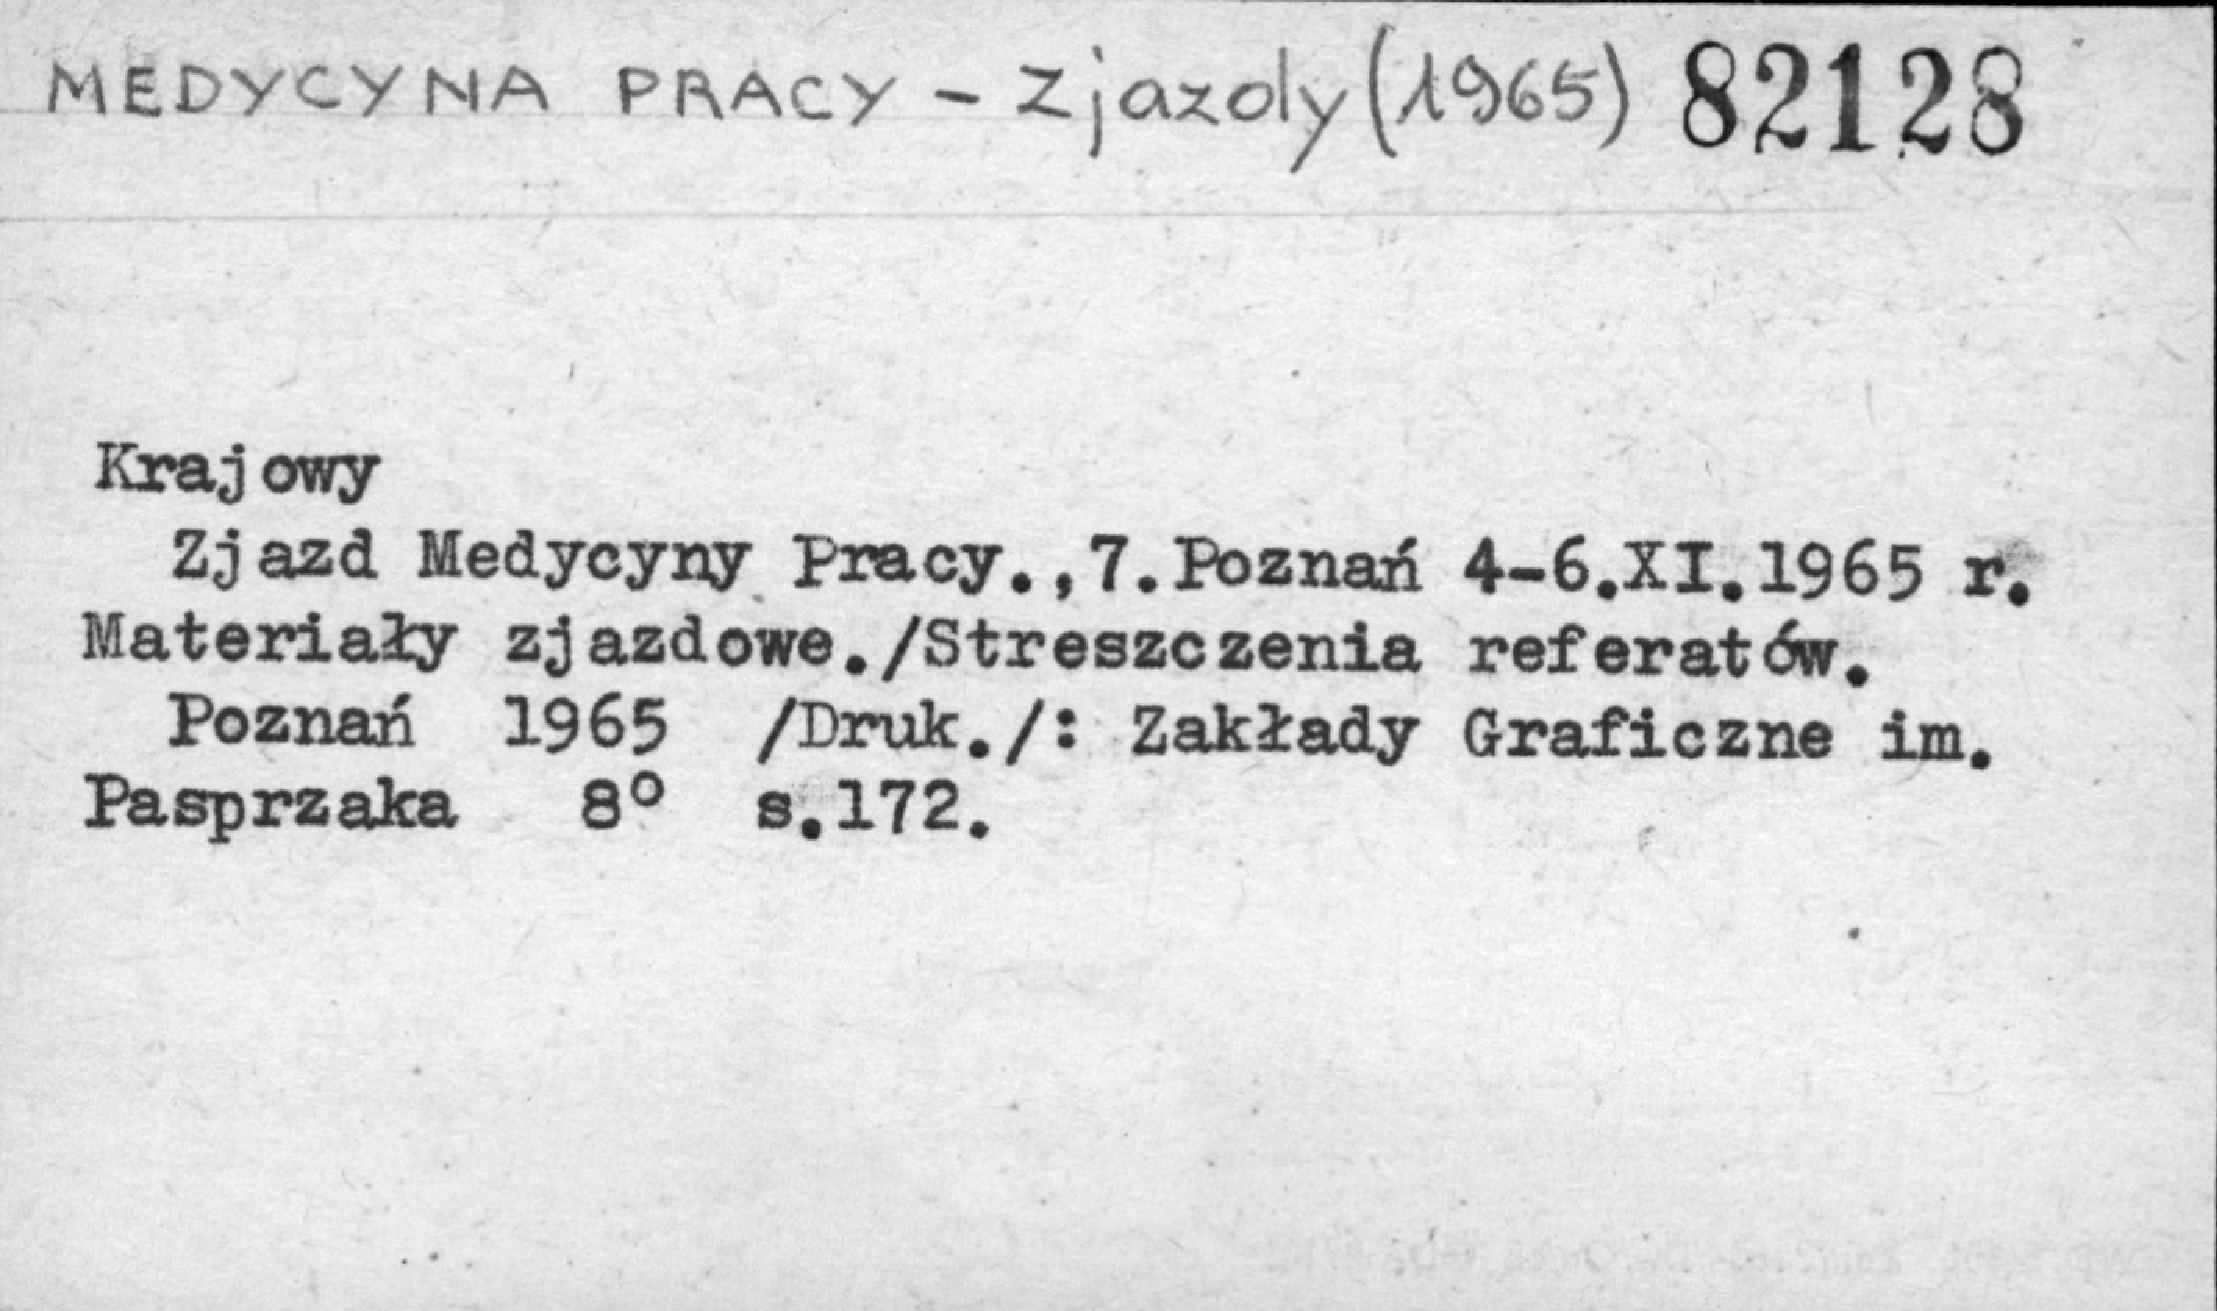 MEDYCYNA PRACY - Zjazdy (1965) 82128
Krajowy
Zjazd Medycyny Pracy.,7.Poznań 4-6.XI.1965 r.
Materiały zjazdowe./Streszczenia referatów.
Poznań 1965 /Druk./: Zakłady Graficzne im.
Pasprzaka 8° s.172.